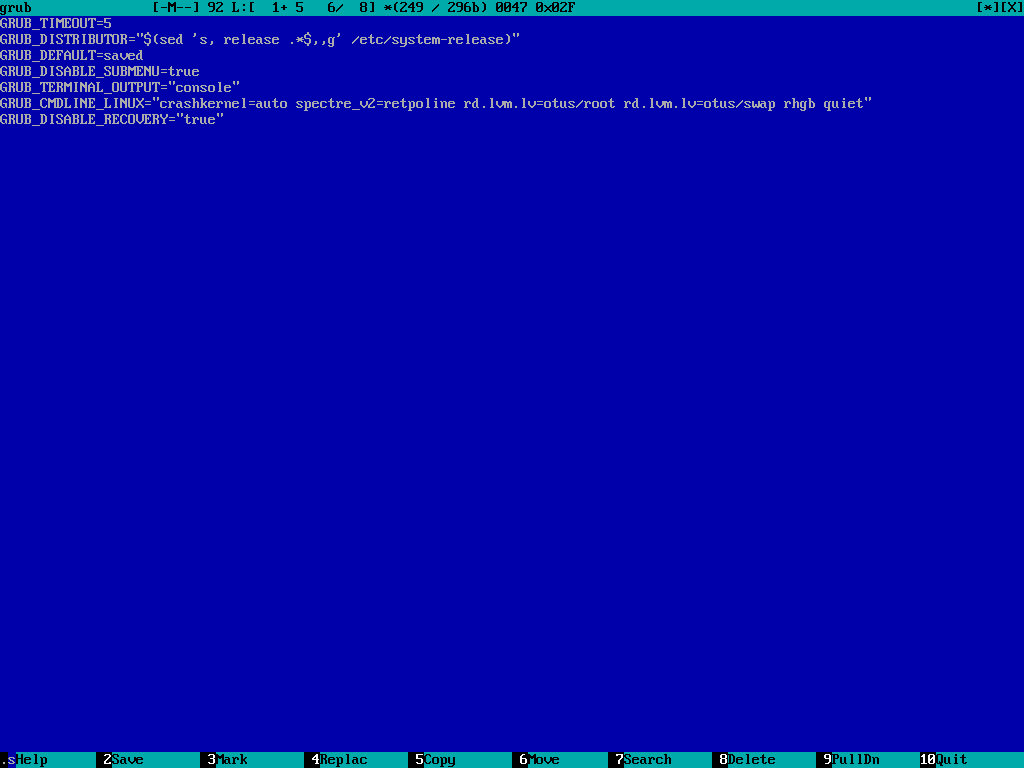 grub [-M--] 92 L:[ 1+ 5 6/ 8] *(249 / 296b) 0047 0x02F [*][X]
GRUB_TIMEOUT=5
GRUB_DISTRIBUTOR="$(sed 's, release .*$,,g' /etc/system-release)"
GRUB_DEFAULT=saved
GRUB_DISABLE_SUBMENU=true
GRUB_TERMINAL_OUTPUT="console"
GRUB_CMDLINE_LINUX="crashkernel=auto spectre_v2=retpoline rd.lvm.lv=otus/root rd.lvm.lv=otus/swap rhgb quiet"
GRUB_DISABLE_RECOVERY="true"
.sHelp 2Save 3Mark 4Replac 5Copy 6Move 7Search 8Delete 9PullDn 10Quit